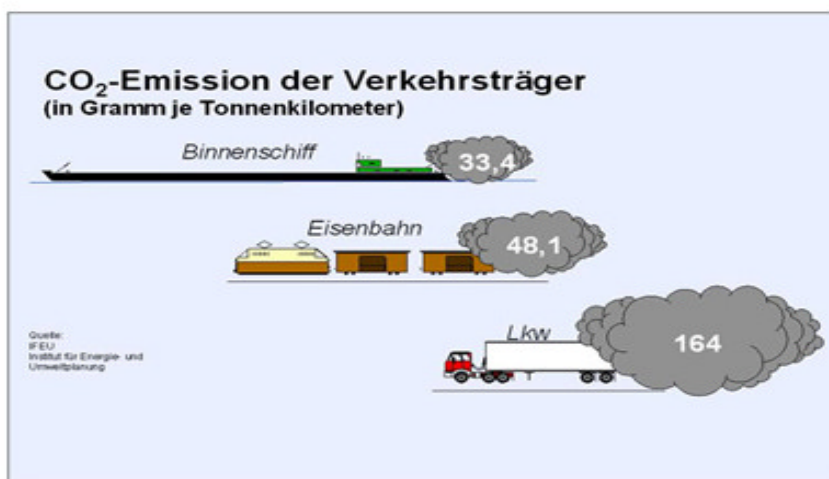 CO₂-Emission der Verkehrsträger
(in Gramm je Tonnenkilometer)
Binnenschiff
33,4
Eisenbahn
48,1
Lkw
164
Quelle:
IFEU
Institut für Energie- und
Umweltplanung